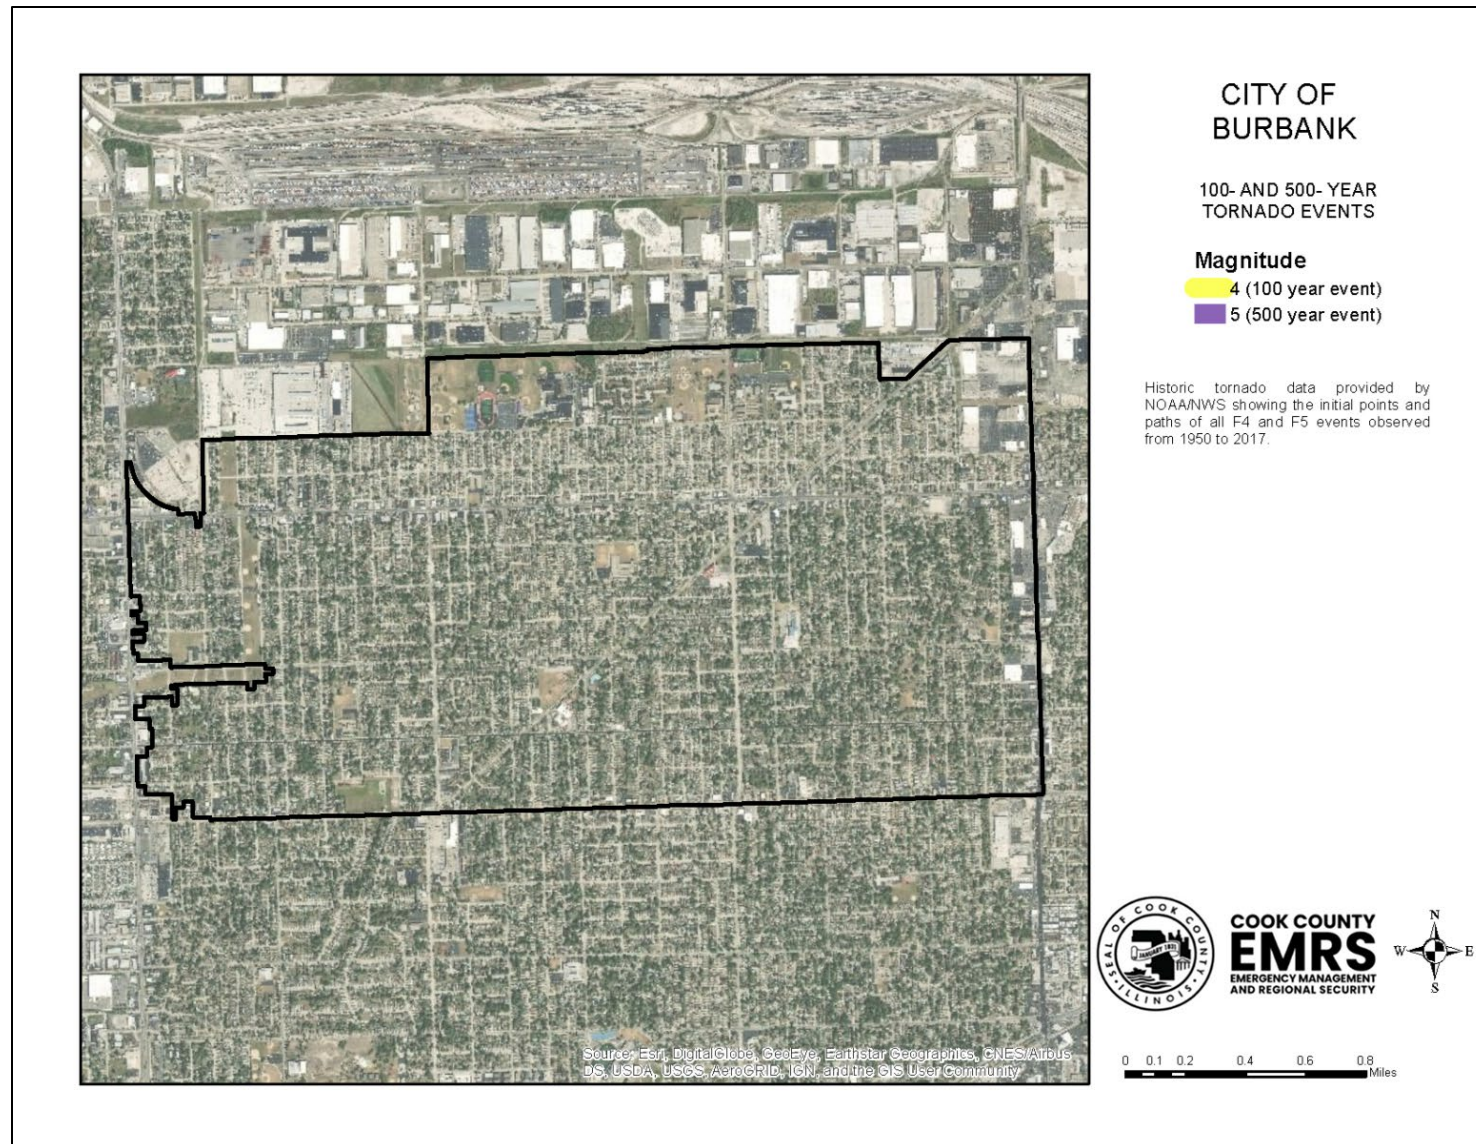 CITY OF
BURBANK
100- AND 500- YEAR
TORNADO EVENTS
Magnitude
4 (100 year event)
5 (500 year event)
Historic tornado data provided by
NOAA/NWS showing the initial points and
paths of all F4 and F5 events observed
from 1950 to 2017.
SEAL OF COOK COUNTY
JANUARY 1831
ILLINOIS
COOK COUNTY
EMRS
EMERGENCY MANAGEMENT
AND REGIONAL SECURITY
N
W E
S
Source: Esri, DigitalGlobe, GeoEye, Earthstar Geographics, CNES/Airbus
DS, USDA, USGS, AeroGRID, IGN, and the GIS User Community
0 0.1 0.2 0.4 0.6 0.8
Miles